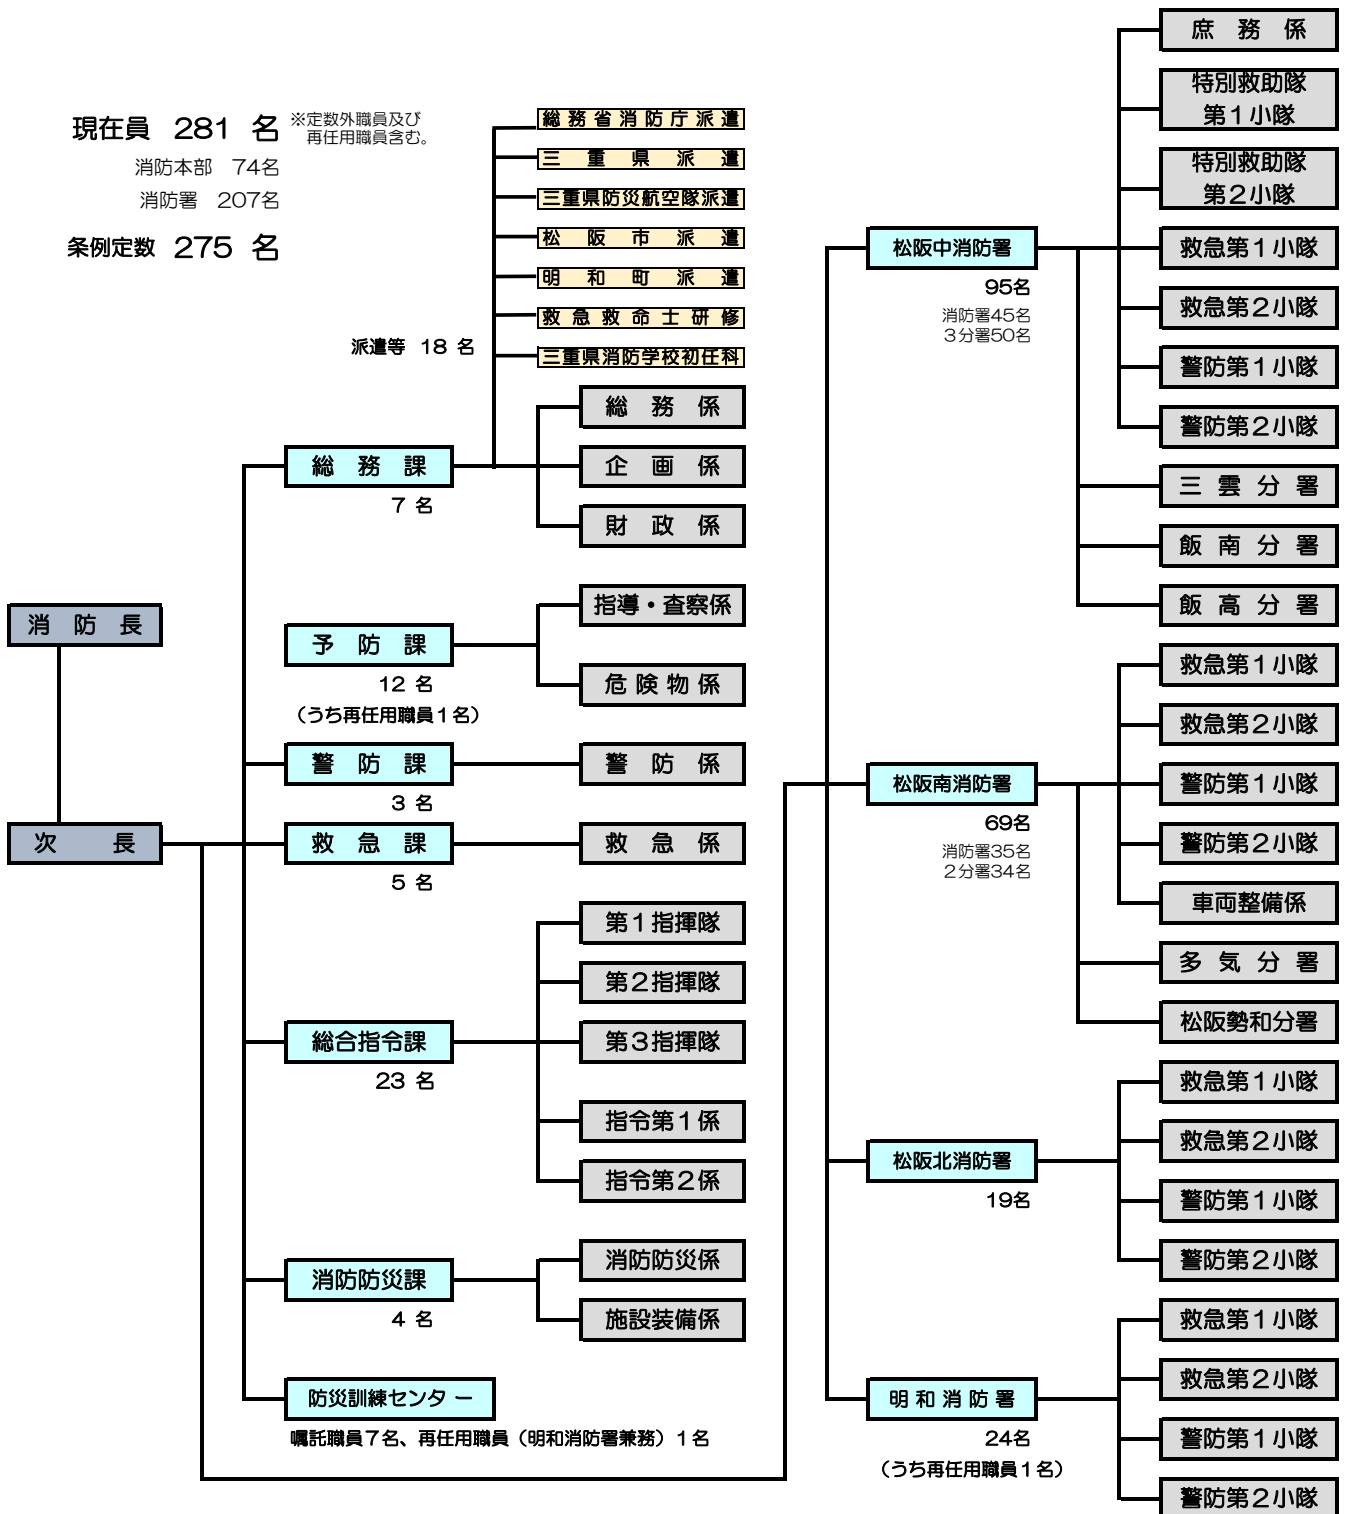 現在員 281 名 ※定数外職員及び
再任用職員含む。
消防本部 74名
消防署 207名
条例定数 275 名
消防長
次長
総務省消防庁派遣
三重県派遣
三重県防災航空隊派遣
松阪市派遣
明和町派遣
救急救命士研修
三重県消防学校初任科
派遣等 18 名
総務課
7 名
総務係
企画係
財政係
予防課
12 名
(うち再任用職員1名)
指導・査察係
危険物係
警防課
3 名
警防係
救急課
5 名
救急係
総合指令課
23 名
第1指揮隊
第2指揮隊
第3指揮隊
指令第1係
指令第2係
消防防災課
4 名
消防防災係
施設装備係
防災訓練センター
嘱託職員7名、再任用職員(明和消防署兼務)1名
松阪中消防署
95名
消防署45名
3分署50名
庶務係
特別救助隊
第1小隊
特別救助隊
第2小隊
救急第1小隊
救急第2小隊
警防第1小隊
警防第2小隊
三雲分署
飯南分署
飯高分署
松阪南消防署
69名
消防署35名
2分署34名
救急第1小隊
救急第2小隊
警防第1小隊
警防第2小隊
車両整備係
多気分署
松阪勢和分署
松阪北消防署
19名
救急第1小隊
救急第2小隊
警防第1小隊
警防第2小隊
明和消防署
24名
(うち再任用職員1名)
救急第1小隊
救急第2小隊
警防第1小隊
警防第2小隊